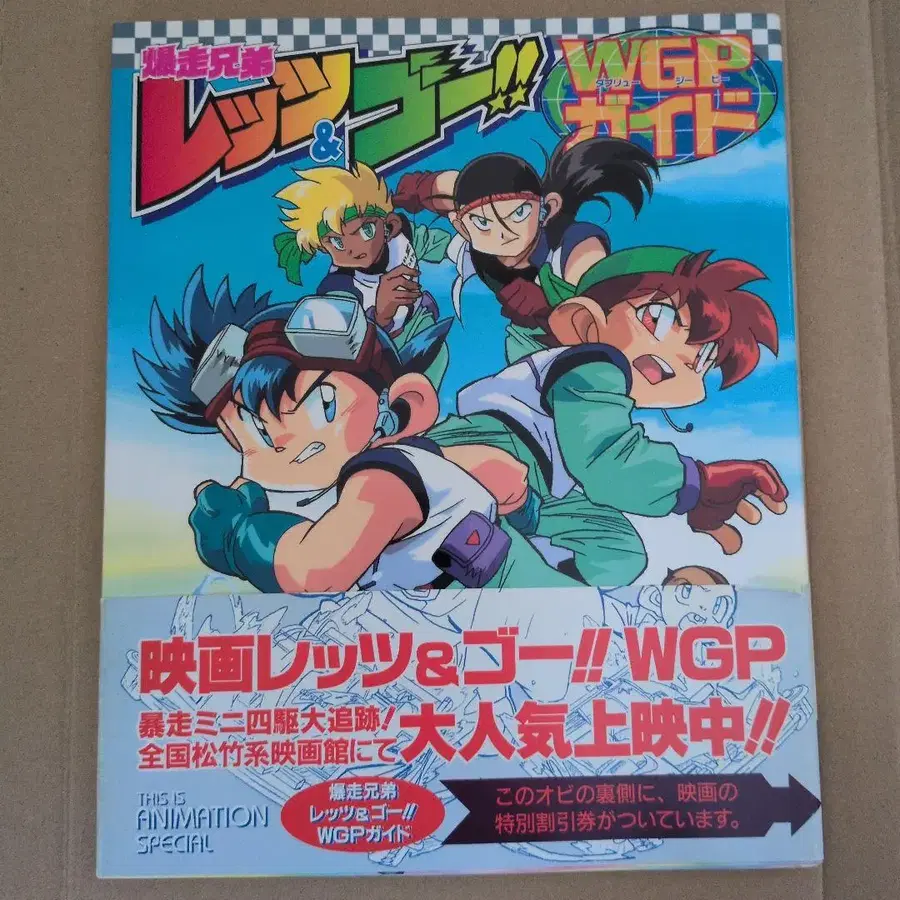 爆走兄弟
レッツ&ゴー!!
WGP
ダブリュー ジー ピー
ガイド
映画レッツ&ゴー!! WGP
暴走ミニ四駆大追跡!
全国松竹系映画館にて大人気上映中!!
THIS IS
ANIMATION
SPECIAL
爆走兄弟
レッツ&ゴー!!
WGPガイド
このオビの裏側に、映画の
特別割引券がついています。